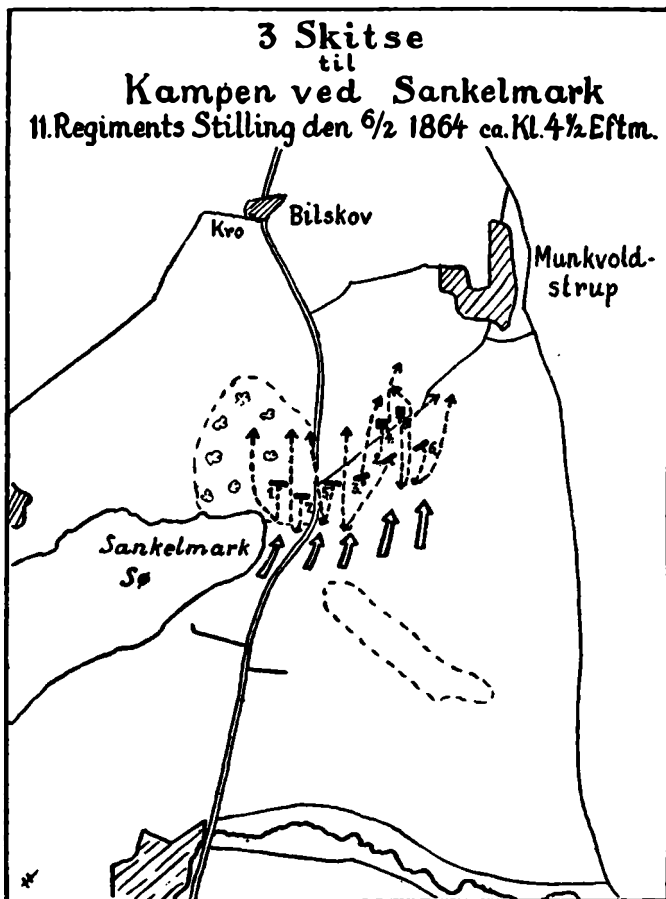 3 Skitse
til
Kampen ved Sankelmark
11. Regiments Stilling den 6/2 1864 ca. Kl. 4½ Eftm.
Kro
Bilskov
Munkvold-
strup
Sankelmark
Sø